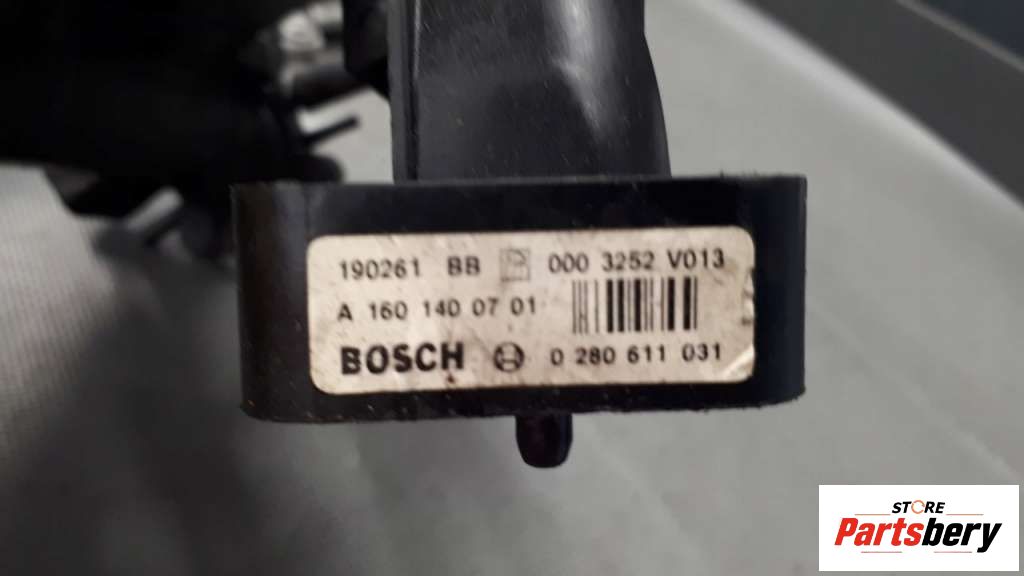 190261 BB 000 3252 V013
A 160 140 07 01
BOSCH 0 280 611 031
STORE
Partsbery